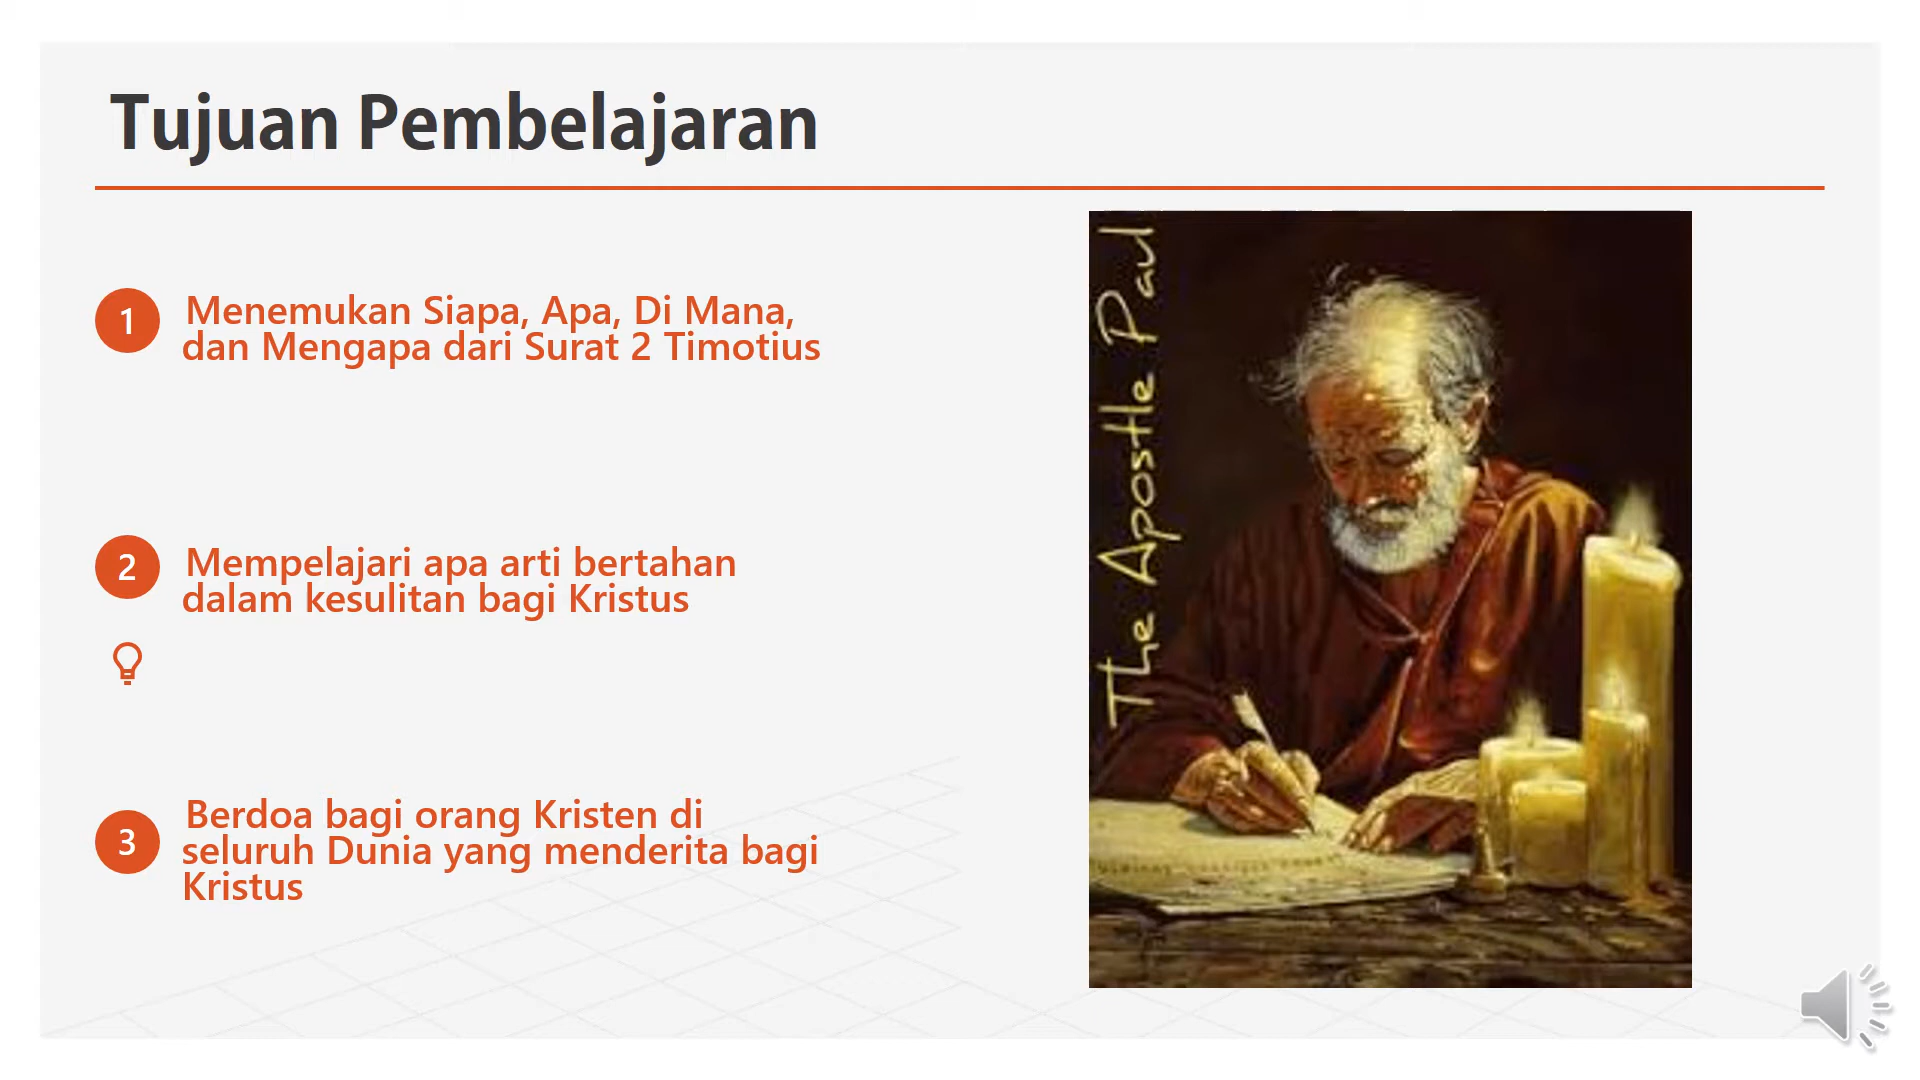 Tujuan Pembelajaran
1
Menemukan Siapa, Apa, Di Mana,
dan Mengapa dari Surat 2 Timotius
2
Mempelajari apa arti bertahan
dalam kesulitan bagi Kristus
3
Berdoa bagi orang Kristen di
seluruh Dunia yang menderita bagi
Kristus
The Apostle Paul